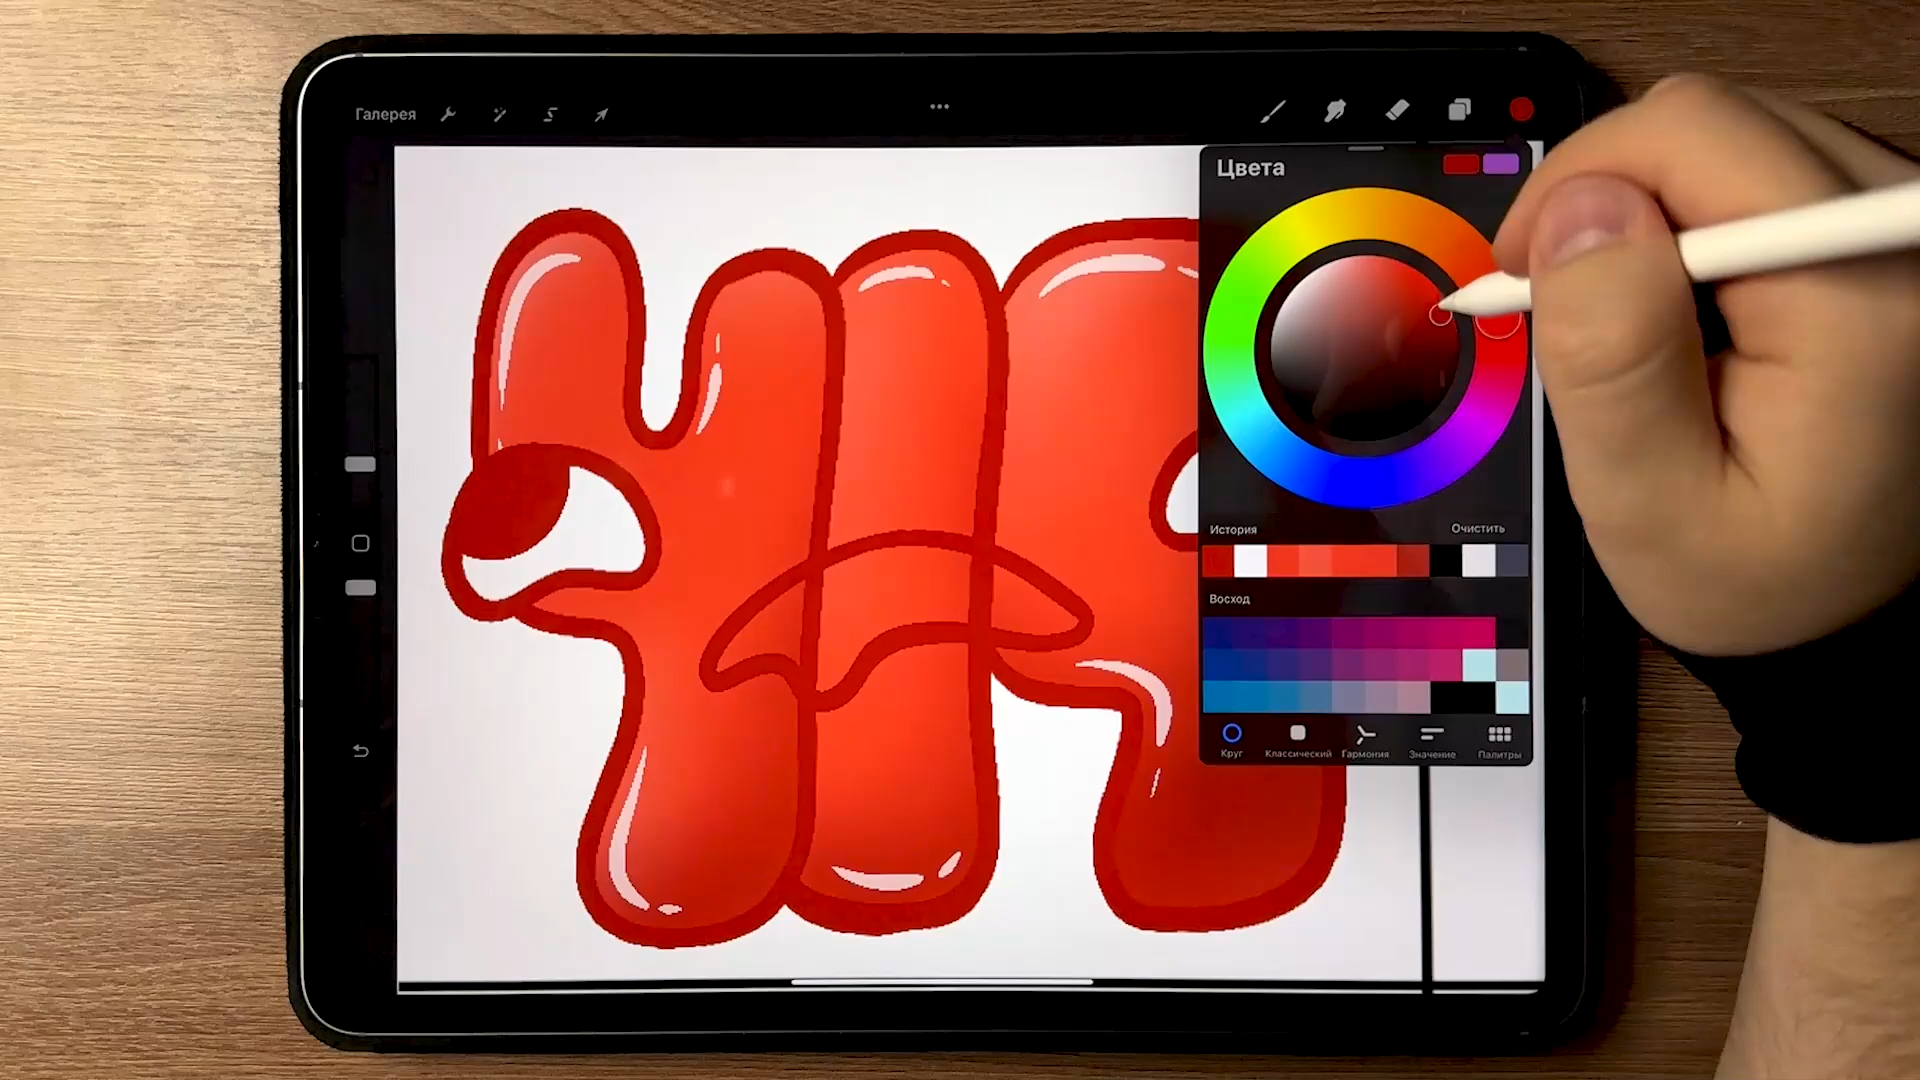 Галерея
Цвета
История Очистить
Восход
Круг Классический Гармония Значение Палитры